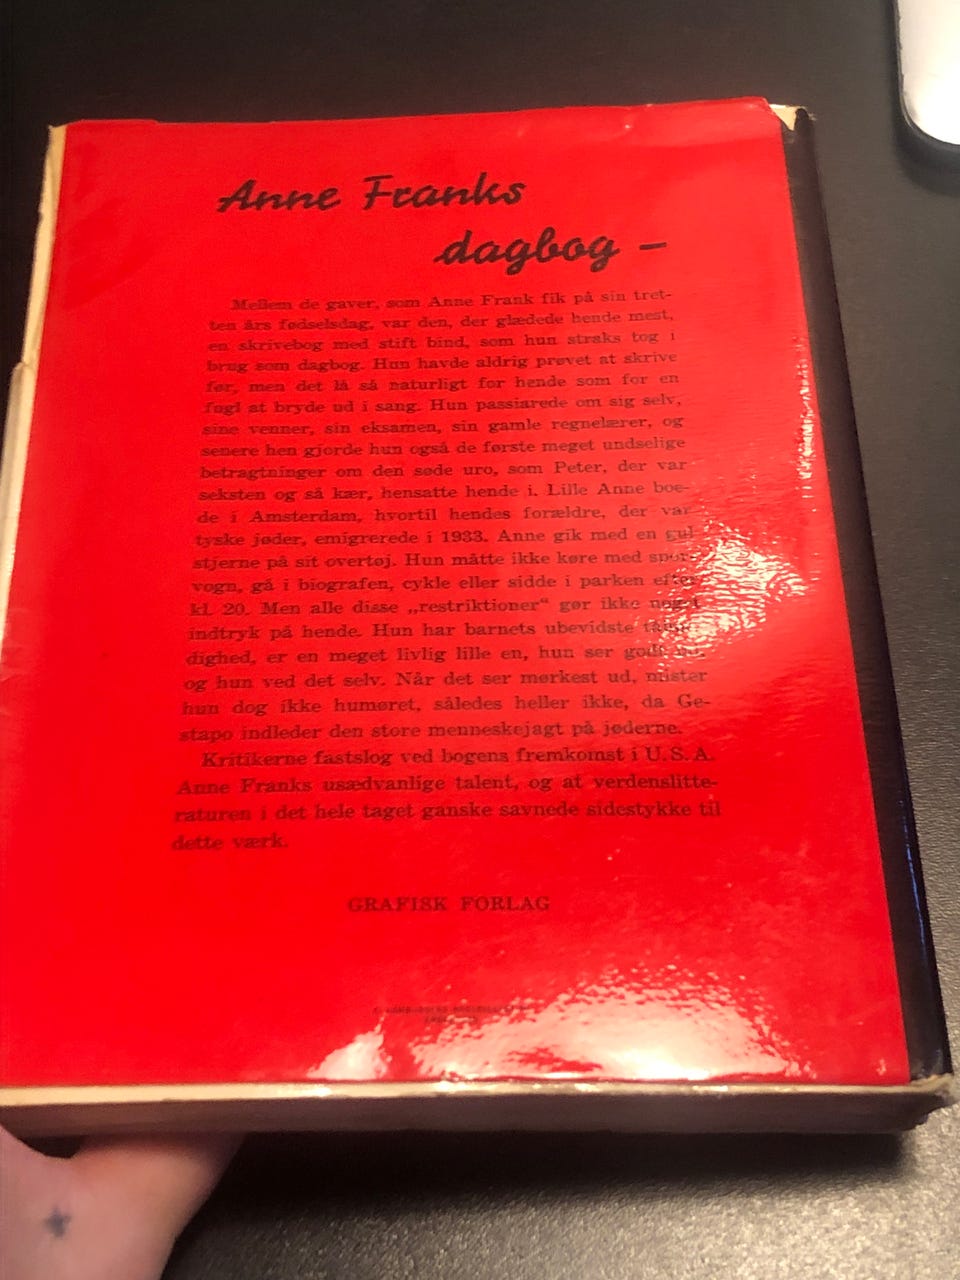 Anne Franks
dagbog –
Mellem de gaver, som Anne Frank fik på sin tret-
ten års fødselsdag, var den, der glædede hende mest,
en skrivebog med stift bind, som hun straks tog i
brug som dagbog. Hun havde aldrig prøvet at skrive
før, men det lå så naturligt for hende som for en
fugl at bryde ud i sang. Hun passiarede om sig selv,
sine venner, sin eksamen, sin gamle regnelærer, og
senere hen gjorde hun også de første meget undselige
betragtninger om den søde uro, som Peter, der var
seksten og så kær, hensatte hende i. Lille Anne boe-
de i Amsterdam, hvortil hendes forældre, der var
tyske jøder, emigrerede i 1933. Anne gik med en gul
stjerne på sit overtøj. Hun måtte ikke køre med spor-
vogn, gå i biografen, cykle eller sidde i parken efter
kl. 20. Men alle disse „restriktioner“ gør ikke noget
indtryk på hende. Hun har barnets ubevidste
dighed, er en meget livlig lille en, hun ser godt ud,
og hun ved det selv. Når det ser mørkest ud, mister
hun dog ikke humøret, således heller ikke, da Ge-
stapo indleder den store menneskejagt på jøderne.
Kritikerne fastslog ved bogens fremkomst i U. S. A.
Anne Franks usædvanlige talent, og at verdenslitte-
raturen i det hele taget ganske savnede sidestykke til
dette værk.
GRAFISK FORLAG